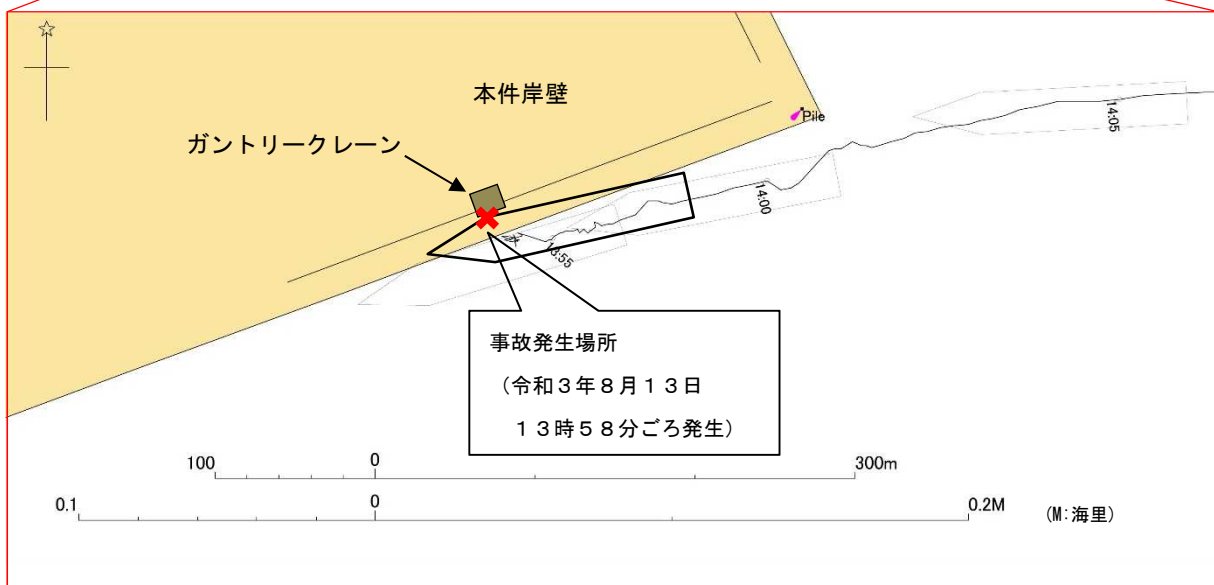 本件岸壁
Pile
14:05
ガントリークレーン
14:00
13:55
事故発生場所
(令和3年8月13日
13時58分ごろ発生)
100 0 300m
0.1 0 0.2M (M:海里)